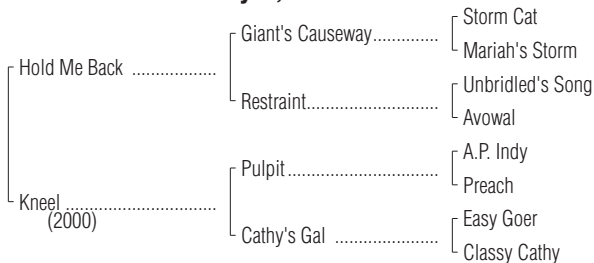 Storm Cat
Giant's Causeway...............
Mariah's Storm
Hold Me Back ...................
Unbridled's Song
Restraint..............................
Avowal
A.P. Indy
Pulpit..................................
Preach
Kneel ..................................
(2000)
Easy Goer
Cathy's Gal .......................
Classy Cathy